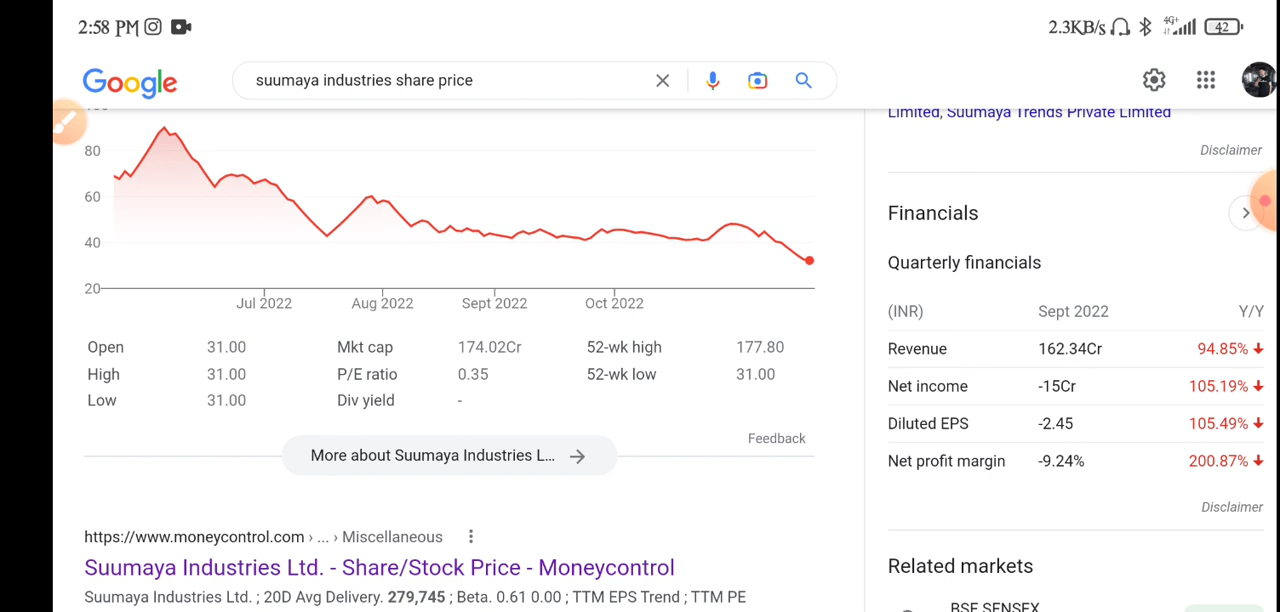 2:58 PM
2.3KB/s 4G+ 42
Google
suumaya industries share price
80
60
40
20
Jul 2022 Aug 2022 Sept 2022 Oct 2022
Open 31.00 Mkt cap 174.02Cr 52-wk high 177.80
High 31.00 P/E ratio 0.35 52-wk low 31.00
Low 31.00 Div yield -
Feedback
More about Suumaya Industries L...
https://www.moneycontrol.com › ... › Miscellaneous
Suumaya Industries Ltd. - Share/Stock Price - Moneycontrol
Suumaya Industries Ltd. ; 20D Avg Delivery. 279,745 ; Beta. 0.61 0.00 ; TTM EPS Trend ; TTM PE
Limited, Suumaya Trends Private Limited
Disclaimer
Financials
Quarterly financials
(INR) Sept 2022 Y/Y
Revenue 162.34Cr 94.85%
Net income -15Cr 105.19%
Diluted EPS -2.45 105.49%
Net profit margin -9.24% 200.87%
Disclaimer
Related markets
BSE SENSEX